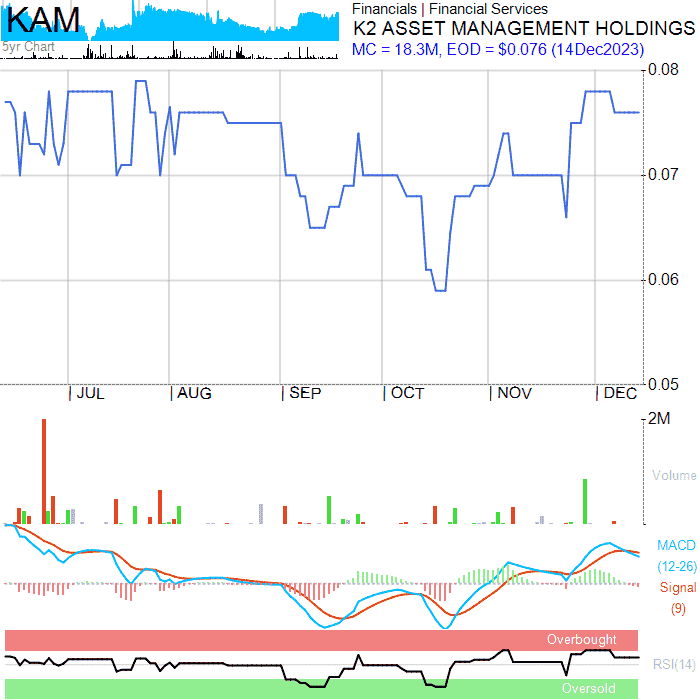 KAM
5yr Chart
Financials | Financial Services
K2 ASSET MANAGEMENT HOLDINGS
MC = 18.3M, EOD = $0.076 (14Dec2023)
0.08
0.07
0.06
0.05
JUL AUG SEP OCT NOV DEC
2M
Volume
MACD
(12-26)
Signal
(9)
Overbought
RSI(14)
Oversold